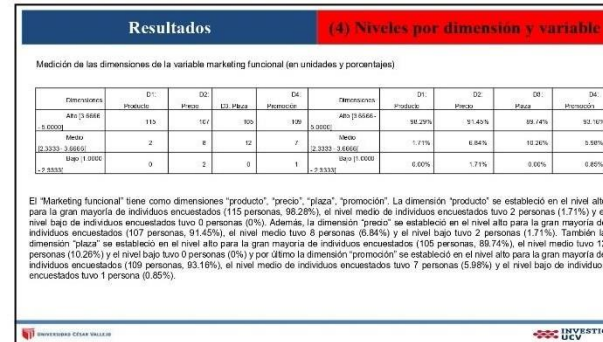 Resultados
(4) Niveles por dimensión y variable
Medición de las dimensiones de la variable marketing funcional (en unidades y porcentajes)
Dimensiones D1: Producto D2: Precio D3. Plaza D4: Promoción Dimensiones D1: Producto D2: Precio D3: Plaza D4: Promoción
Alto [3.6666 - 5.0000] 115 107 105 109 Alto [3.6666 - 5.0000] 98.29% 91.45% 89.74% 93.16%
Medio [2.3333 - 3.6666] 2 8 12 7 Medio [2.3333 - 3.6666] 1.71% 6.84% 10.26% 5.98%
Bajo [1.0000 - 2.3333] 0 2 0 1 Bajo [1.0000 - 2.3333] 0.00% 1.71% 0.00% 0.85%
El "Marketing funcional" tiene como dimensiones "producto", "precio", "plaza", "promoción". La dimensión "producto" se estableció en el nivel alto
para la gran mayoría de individuos encuestados (115 personas, 98.28%), el nivel medio de individuos encuestados tuvo 2 personas (1.71%) y el
nivel bajo de individuos encuestados tuvo 0 personas (0%). Además, la dimensión "precio" se estableció en el nivel alto para la gran mayoría de
individuos encuestados (107 personas, 91.45%), el nivel medio tuvo 8 personas (6.84%) y el nivel bajo tuvo 2 personas (1.71%). También la
dimensión "plaza" se estableció en el nivel alto para la gran mayoría de individuos encuestados (105 personas, 89.74%), el nivel medio tuvo 12
personas (10.26%) y el nivel bajo tuvo 0 personas (0%) y por último la dimensión "promoción" se estableció en el nivel alto para la gran mayoría de
individuos encuestados (109 personas, 93.16%), el nivel medio de individuos encuestados tuvo 7 personas (5.98%) y el nivel bajo de individuos
encuestados tuvo 1 persona (0.85%).
UNIVERSIDAD CÉSAR VALLEJO
INVESTIG
UCV